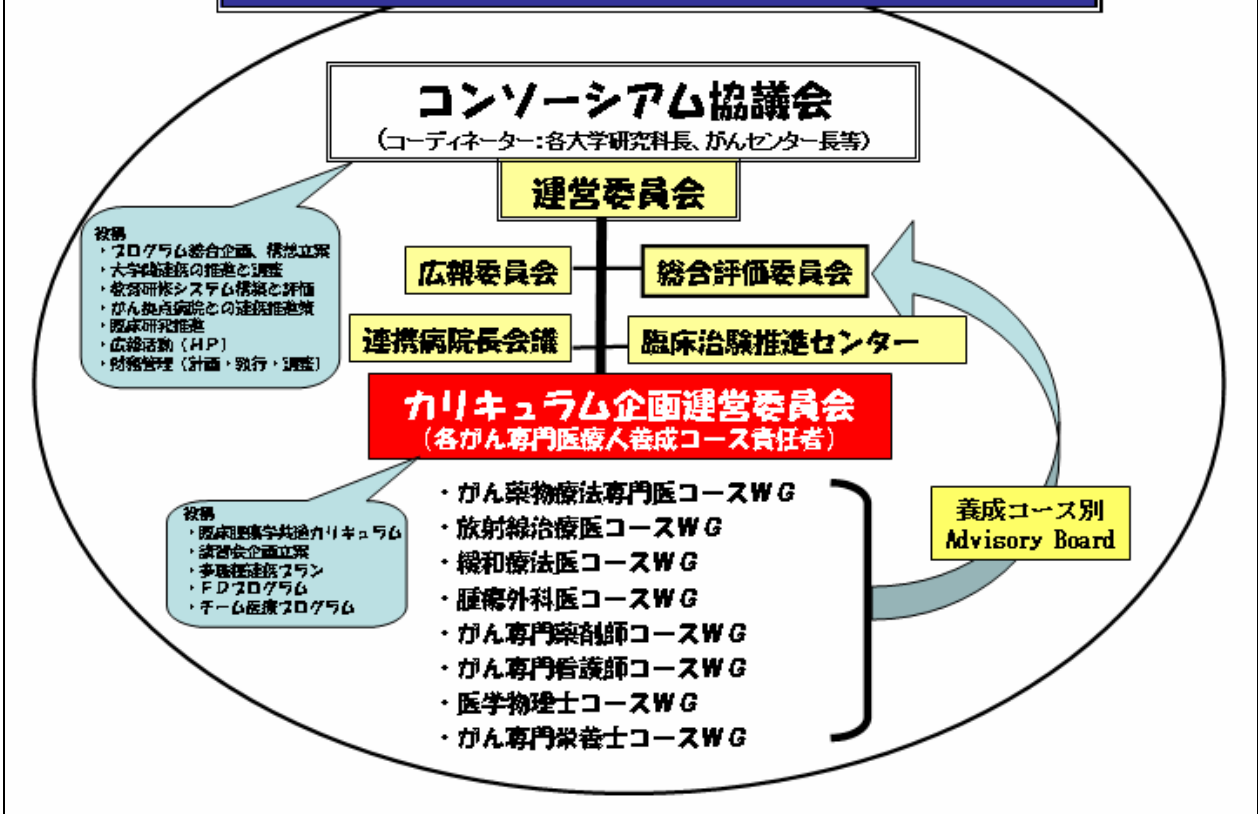 コンソーシアム協議会
(コーディネーター:各大学研究科長、がんセンター長等)
運営委員会
役務
・プログラム総合企画、構想立案
・大学間連携の推進と調整
・教育研修システム構築と評価
・がん拠点病院との連携推進策
・臨床研究推進
・広報活動(HP)
・財務管理(計画・執行・調整)
広報委員会
総合評価委員会
連携病院長会議
臨床治験推進センター
カリキュラム企画運営委員会
(各がん専門医療人養成コース責任者)
役務
・臨床腫瘍学共通カリキュラム
・講習会企画立案
・多職種連携プラン
・FDプログラム
・チーム医療プログラム
・がん薬物療法専門医コースWG
・放射線治療医コースWG
・緩和療法医コースWG
・腫瘍外科医コースWG
・がん専門薬剤師コースWG
・がん専門看護師コースWG
・医学物理士コースWG
・がん専門栄養士コースWG
養成コース別
Advisory Board